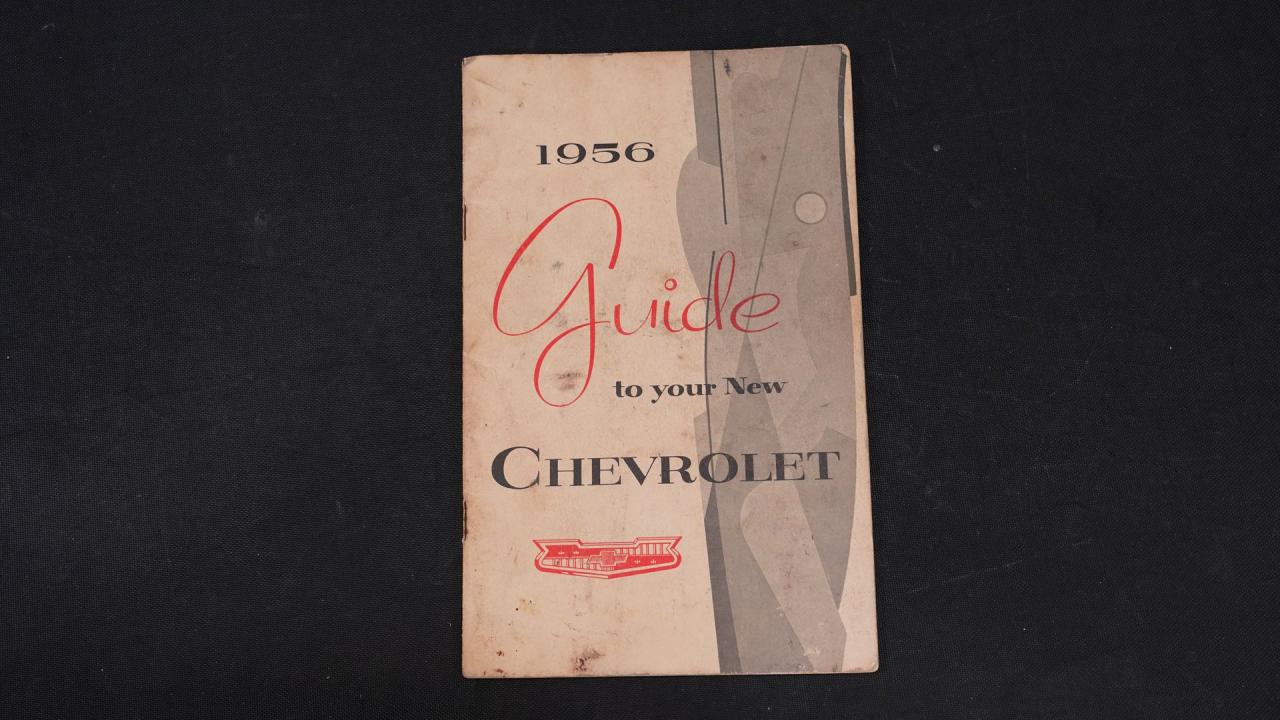 1956
Guide
to your New
CHEVROLET